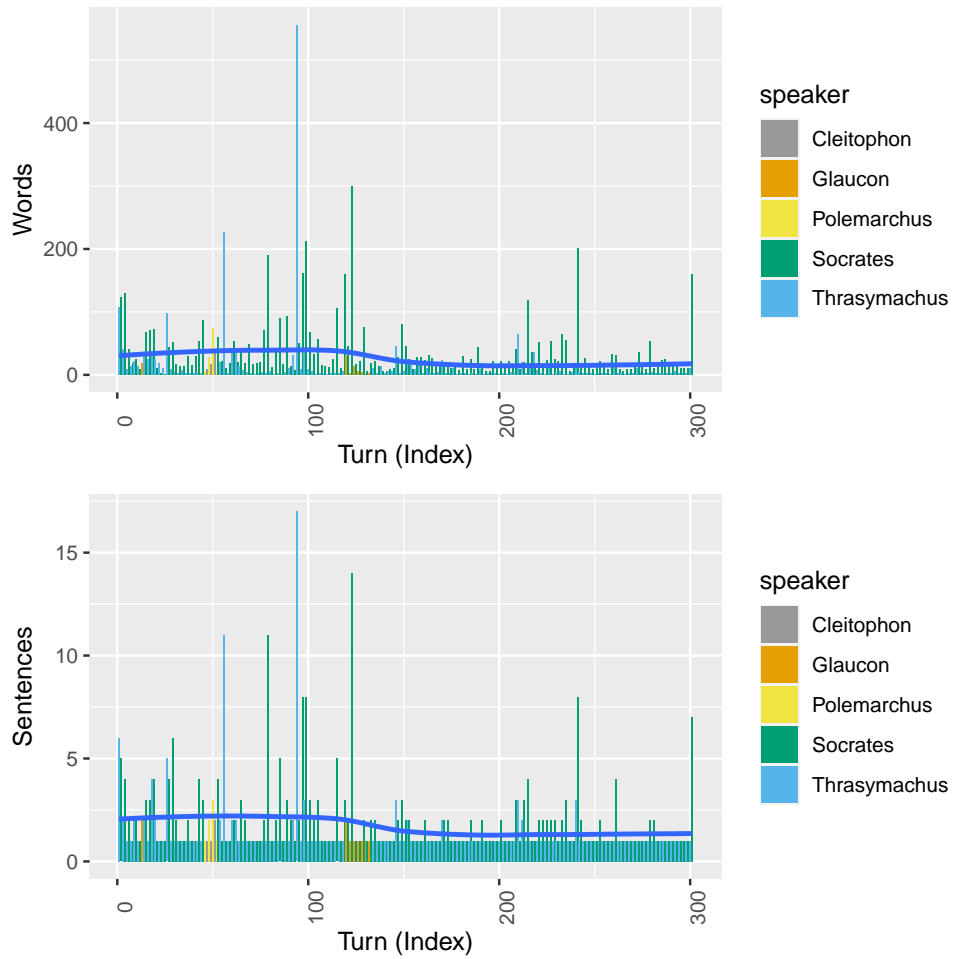 400
200
0
Words
0
100
200
300
Turn (Index)
speaker
Cleitophon
Glaucon
Polemarchus
Socrates
Thrasymachus
15
10
5
0
Sentences
0
100
200
300
Turn (Index)
speaker
Cleitophon
Glaucon
Polemarchus
Socrates
Thrasymachus